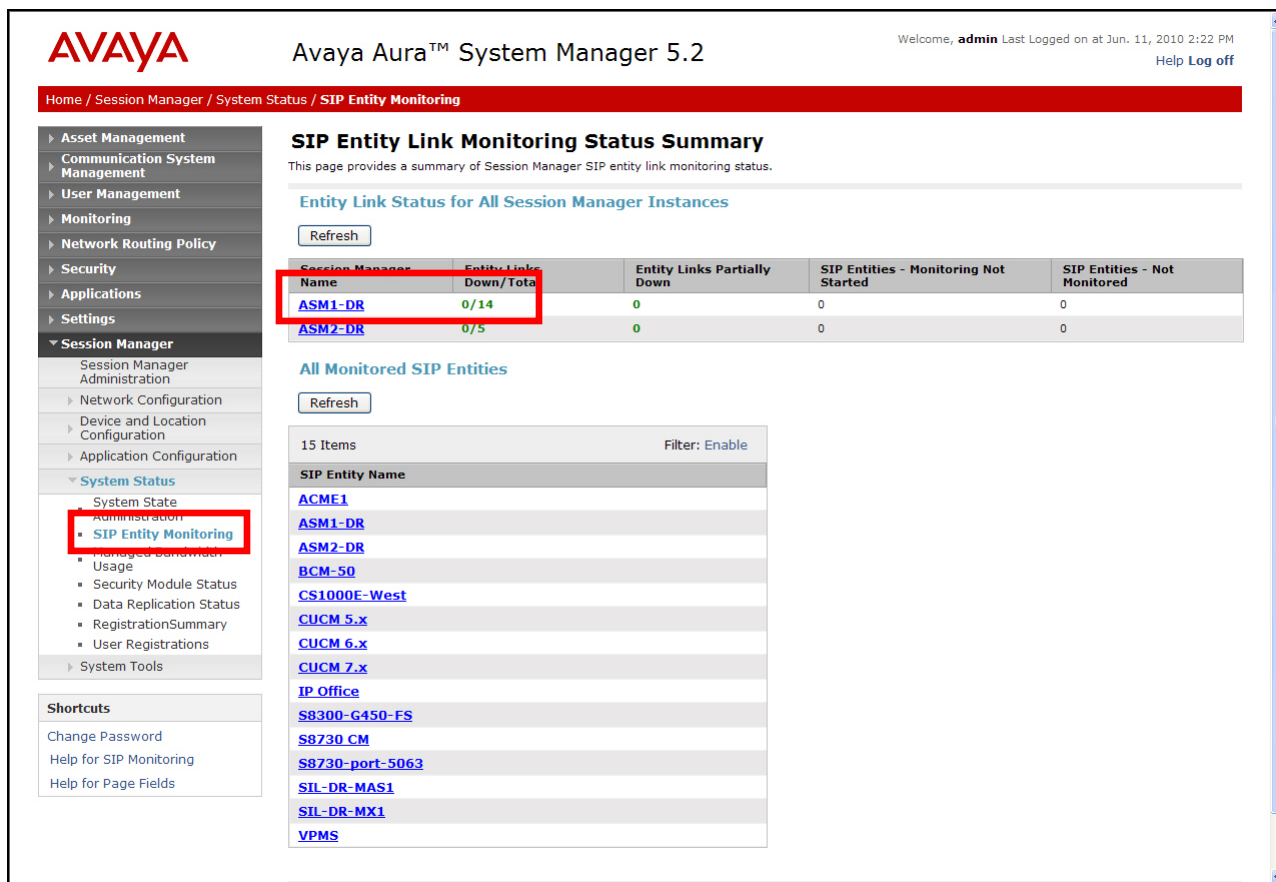 AVAYA
Avaya Aura™ System Manager 5.2
Welcome, admin Last Logged on at Jun. 11, 2010 2:22 PM
Help Log off
Home / Session Manager / System Status / SIP Entity Monitoring
Asset Management
Communication System
Management
User Management
Monitoring
Network Routing Policy
Security
Applications
Settings
Session Manager
Session Manager
Administration
Network Configuration
Device and Location
Configuration
Application Configuration
System Status
System State
Administration
SIP Entity Monitoring
Managed Bandwidth
Usage
Security Module Status
Data Replication Status
RegistrationSummary
User Registrations
System Tools
Shortcuts
Change Password
Help for SIP Monitoring
Help for Page Fields
SIP Entity Link Monitoring Status Summary
This page provides a summary of Session Manager SIP entity link monitoring status.
Entity Link Status for All Session Manager Instances
Refresh
Session Manager Name Entity Links Down/Total Entity Links Partially Down SIP Entities - Monitoring Not Started SIP Entities - Not Monitored
ASM1-DR 0/14 0 0 0
ASM2-DR 0/5 0 0 0
All Monitored SIP Entities
Refresh
15 Items Filter: Enable
SIP Entity Name
ACME1
ASM1-DR
ASM2-DR
BCM-50
CS1000E-West
CUCM 5.x
CUCM 6.x
CUCM 7.x
IP Office
S8300-G450-FS
S8730 CM
S8730-port-5063
SIL-DR-MAS1
SIL-DR-MX1
VPMS